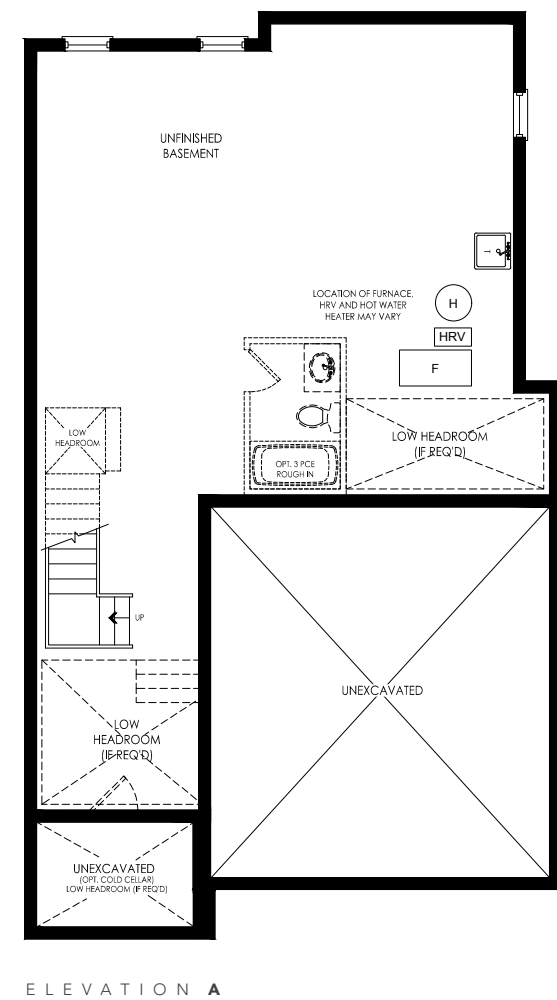 UNFINISHED
BASEMENT
T
LOCATION OF FURNACE,
HRV AND HOT WATER
HEATER MAY VARY
H
HRV
F
LOW
HEADROOM
LOW HEADROOM
(IF REQ'D)
OPT. 3 PCE
ROUGH IN
UP
UNEXCAVATED
LOW
HEADROOM
(IF REQ'D)
UNEXCAVATED
(OPT. COLD CELLAR)
LOW HEADROOM (IF REQ'D)
ELEVATION A